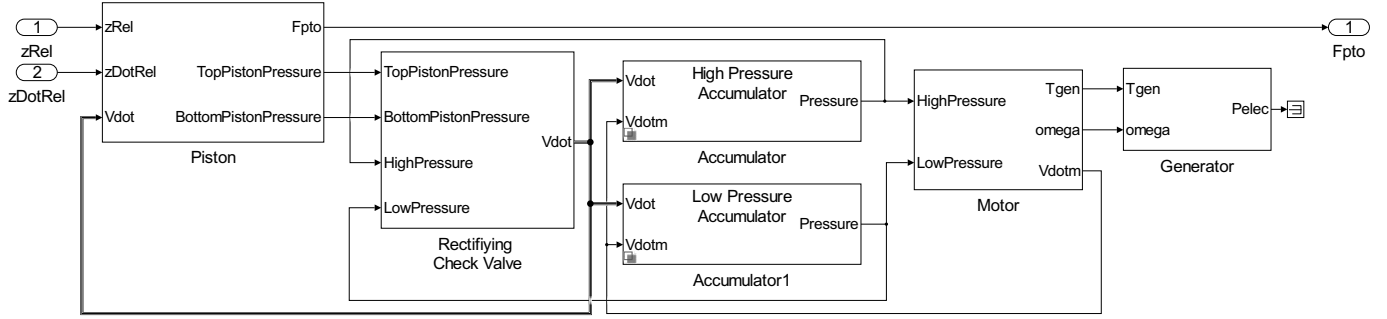 1
zRel
2
zDotRel
zRel
zDotRel
Vdot
Fpto
TopPistonPressure
BottomPistonPressure
Piston
TopPistonPressure
BottomPistonPressure
HighPressure
LowPressure
Vdot
Rectifiying
Check Valve
Vdot
Vdotm
High Pressure
Accumulator
Pressure
Accumulator
Vdot
Vdotm
Low Pressure
Accumulator
Pressure
Accumulator1
HighPressure
LowPressure
Tgen
omega
Vdotm
Motor
Tgen
omega
Pelec
Generator
1
Fpto